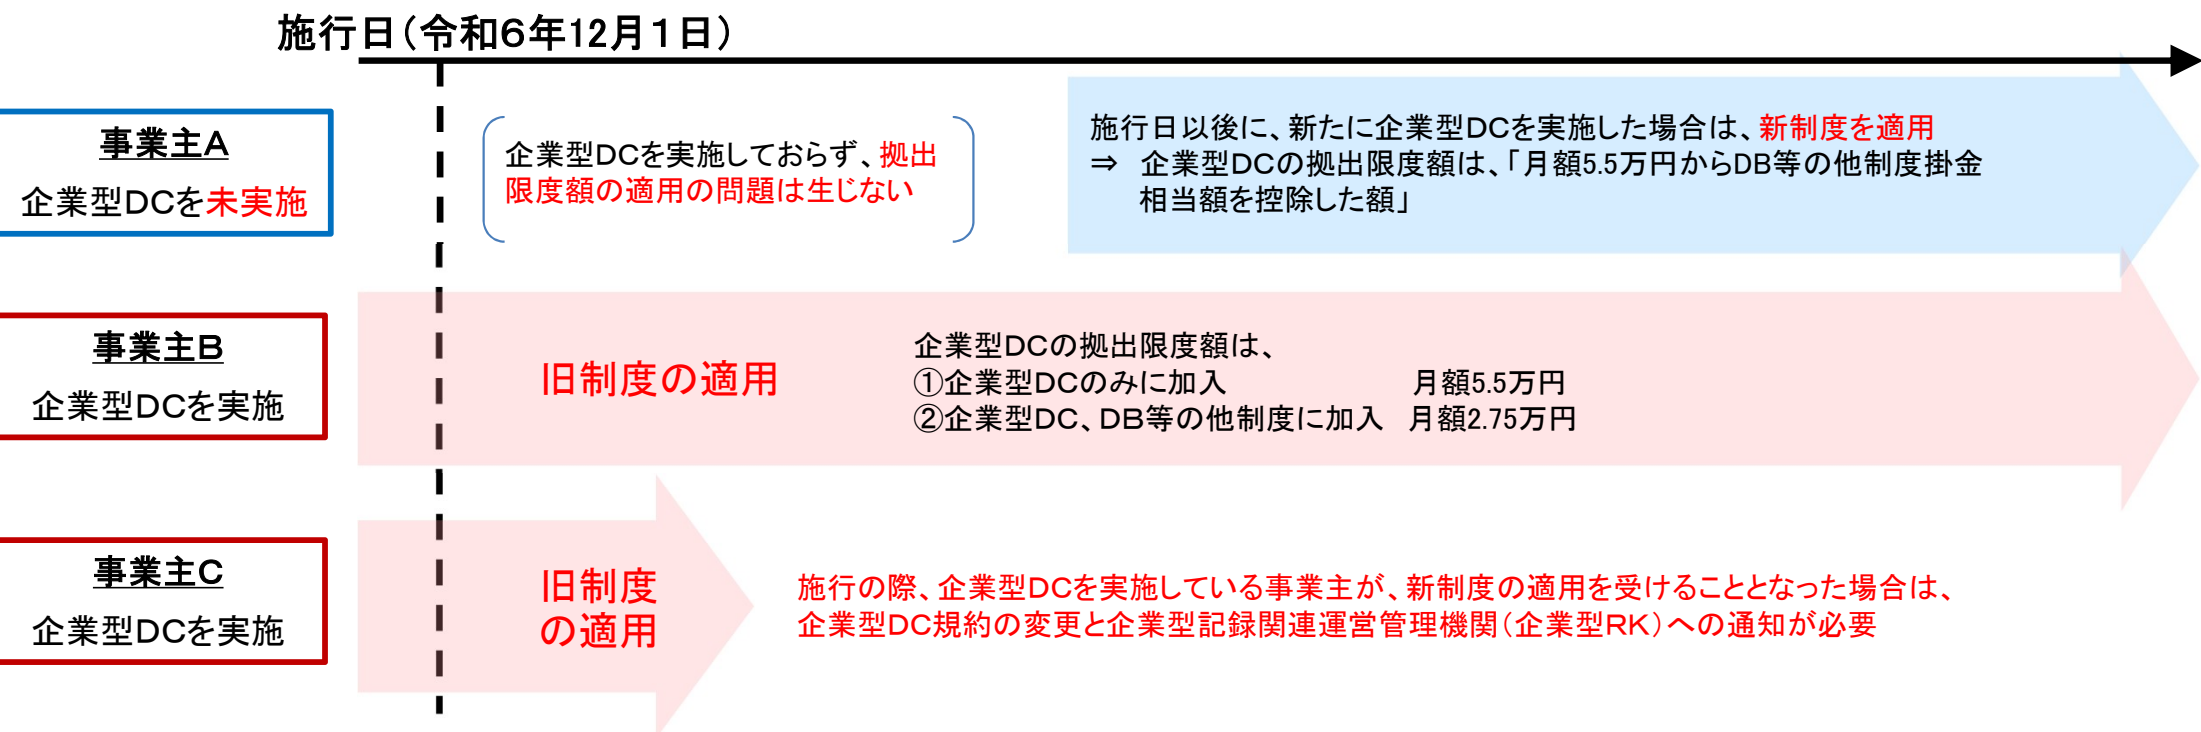 施行日（令和６年12月１日）
事業主Ａ
企業型ＤＣを未実施
企業型ＤＣを実施しておらず、拠出
限度額の適用の問題は生じない
施行日以後に、新たに企業型ＤＣを実施した場合は、新制度を適用
⇒　企業型ＤＣの拠出限度額は、「月額5.5万円からDB等の他制度掛金
相当額を控除した額」
事業主Ｂ
企業型ＤＣを実施
旧制度の適用
企業型ＤＣの拠出限度額は、
①企業型ＤＣのみに加入　月額5.5万円
②企業型ＤＣ、ＤＢ等の他制度に加入　月額2.75万円
事業主Ｃ
企業型ＤＣを実施
旧制度
の適用
施行の際、企業型ＤＣを実施している事業主が、新制度の適用を受けることとなった場合は、
企業型ＤＣ規約の変更と企業型記録関連運営管理機関（企業型ＲＫ）への通知が必要